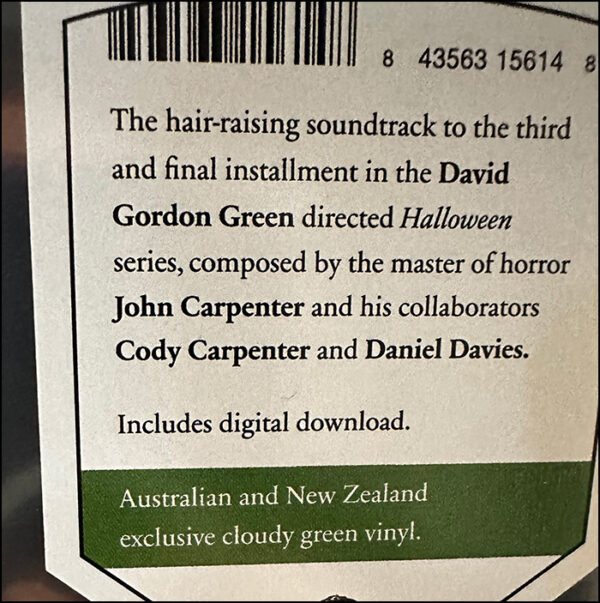 8 43563 15614 8
The hair-raising soundtrack to the third
and final installment in the David
Gordon Green directed Halloween
series, composed by the master of horror
John Carpenter and his collaborators
Cody Carpenter and Daniel Davies.
Includes digital download.
Australian and New Zealand
exclusive cloudy green vinyl.